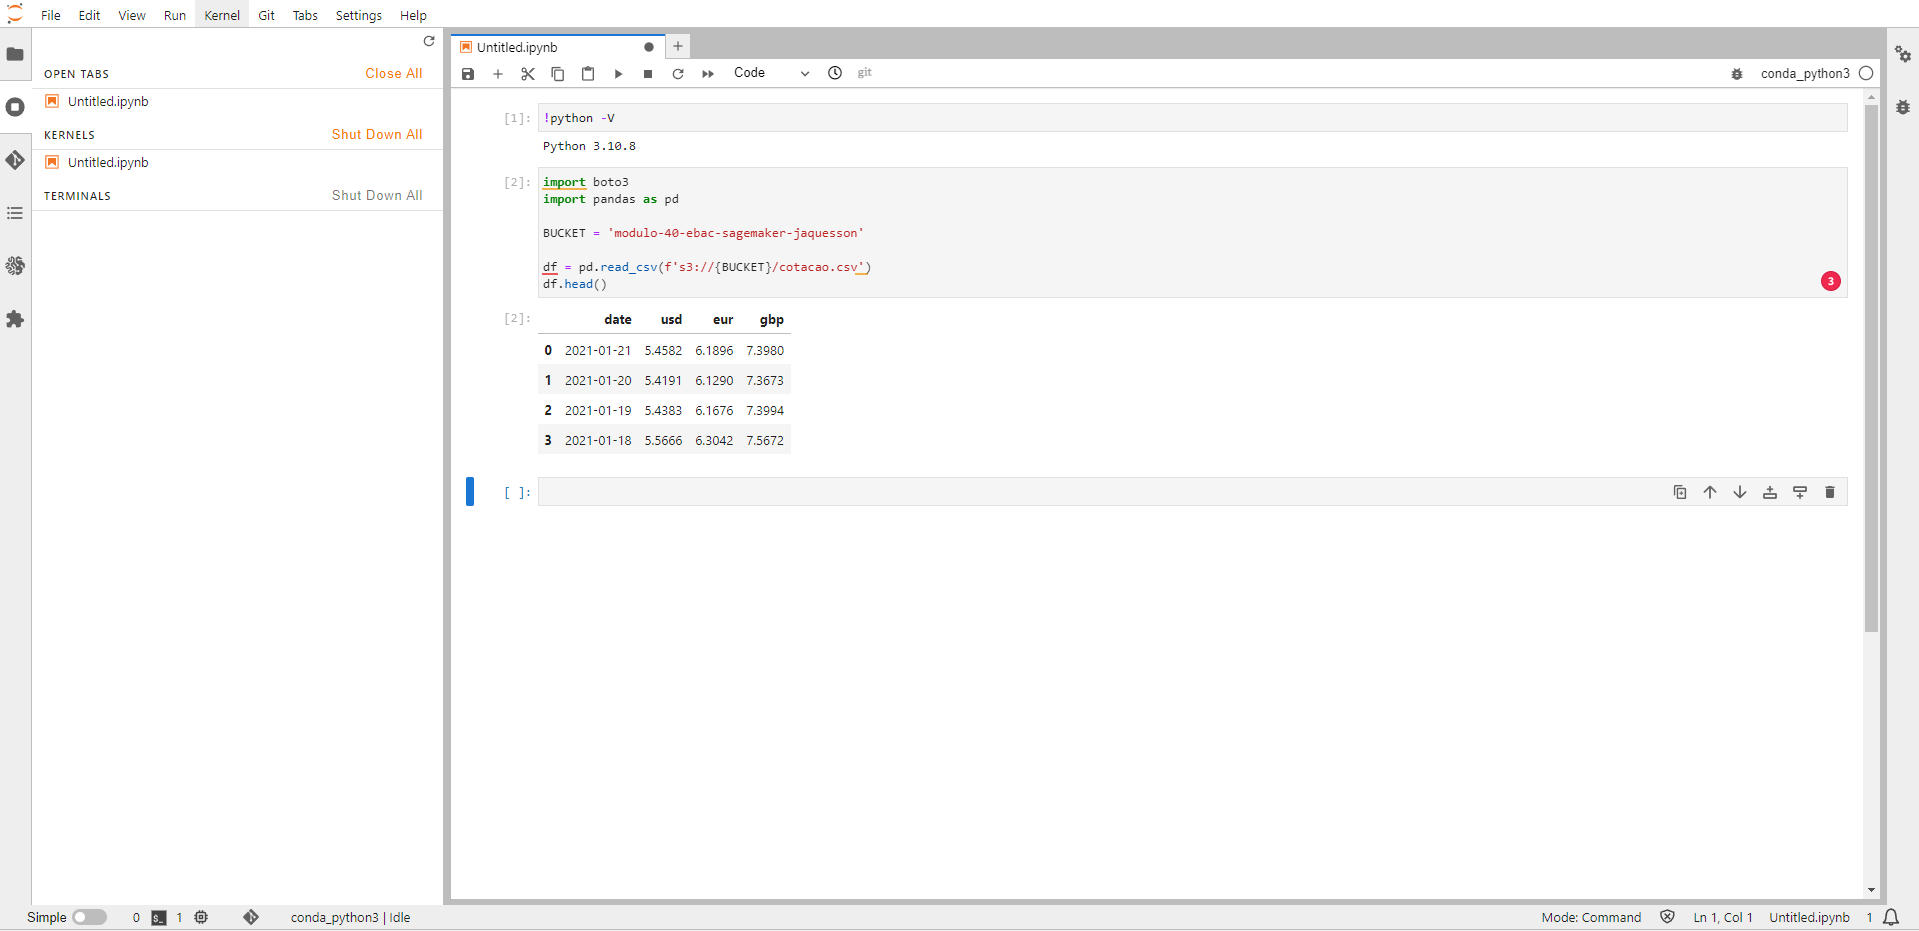 File Edit View Run Kernel Git Tabs Settings Help
OPEN TABS Close All
Untitled.ipynb
KERNELS Shut Down All
Untitled.ipynb
TERMINALS Shut Down All
Untitled.ipynb
Code git conda_python3
[1]: !python -V
Python 3.10.8
[2]: import boto3
import pandas as pd
BUCKET = 'modulo-40-ebac-sagemaker-jaquesson'
df = pd.read_csv(f's3://{BUCKET}/cotacao.csv')
df.head()
3
[2]: date usd eur gbp
0 2021-01-21 5.4582 6.1896 7.3980
1 2021-01-20 5.4191 6.1290 7.3673
2 2021-01-19 5.4383 6.1676 7.3994
3 2021-01-18 5.5666 6.3042 7.5672
[ ]:
Simple 0 $_ 1 conda_python3 | Idle Mode: Command Ln 1, Col 1 Untitled.ipynb 1